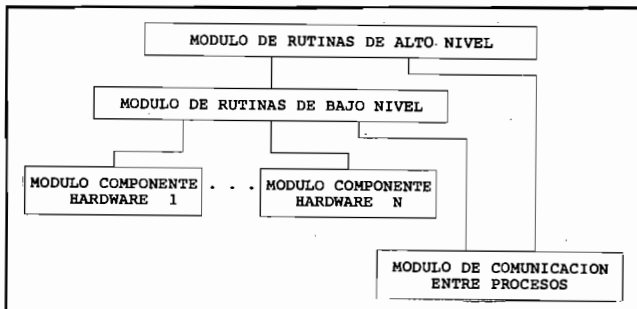 MODULO DE RUTINAS DE ALTO NIVEL
MODULO DE RUTINAS DE BAJO NIVEL
MODULO COMPONENTE
HARDWARE 1
. . .
MODULO COMPONENTE
HARDWARE N
MODULO DE COMUNICACION
ENTRE PROCESOS